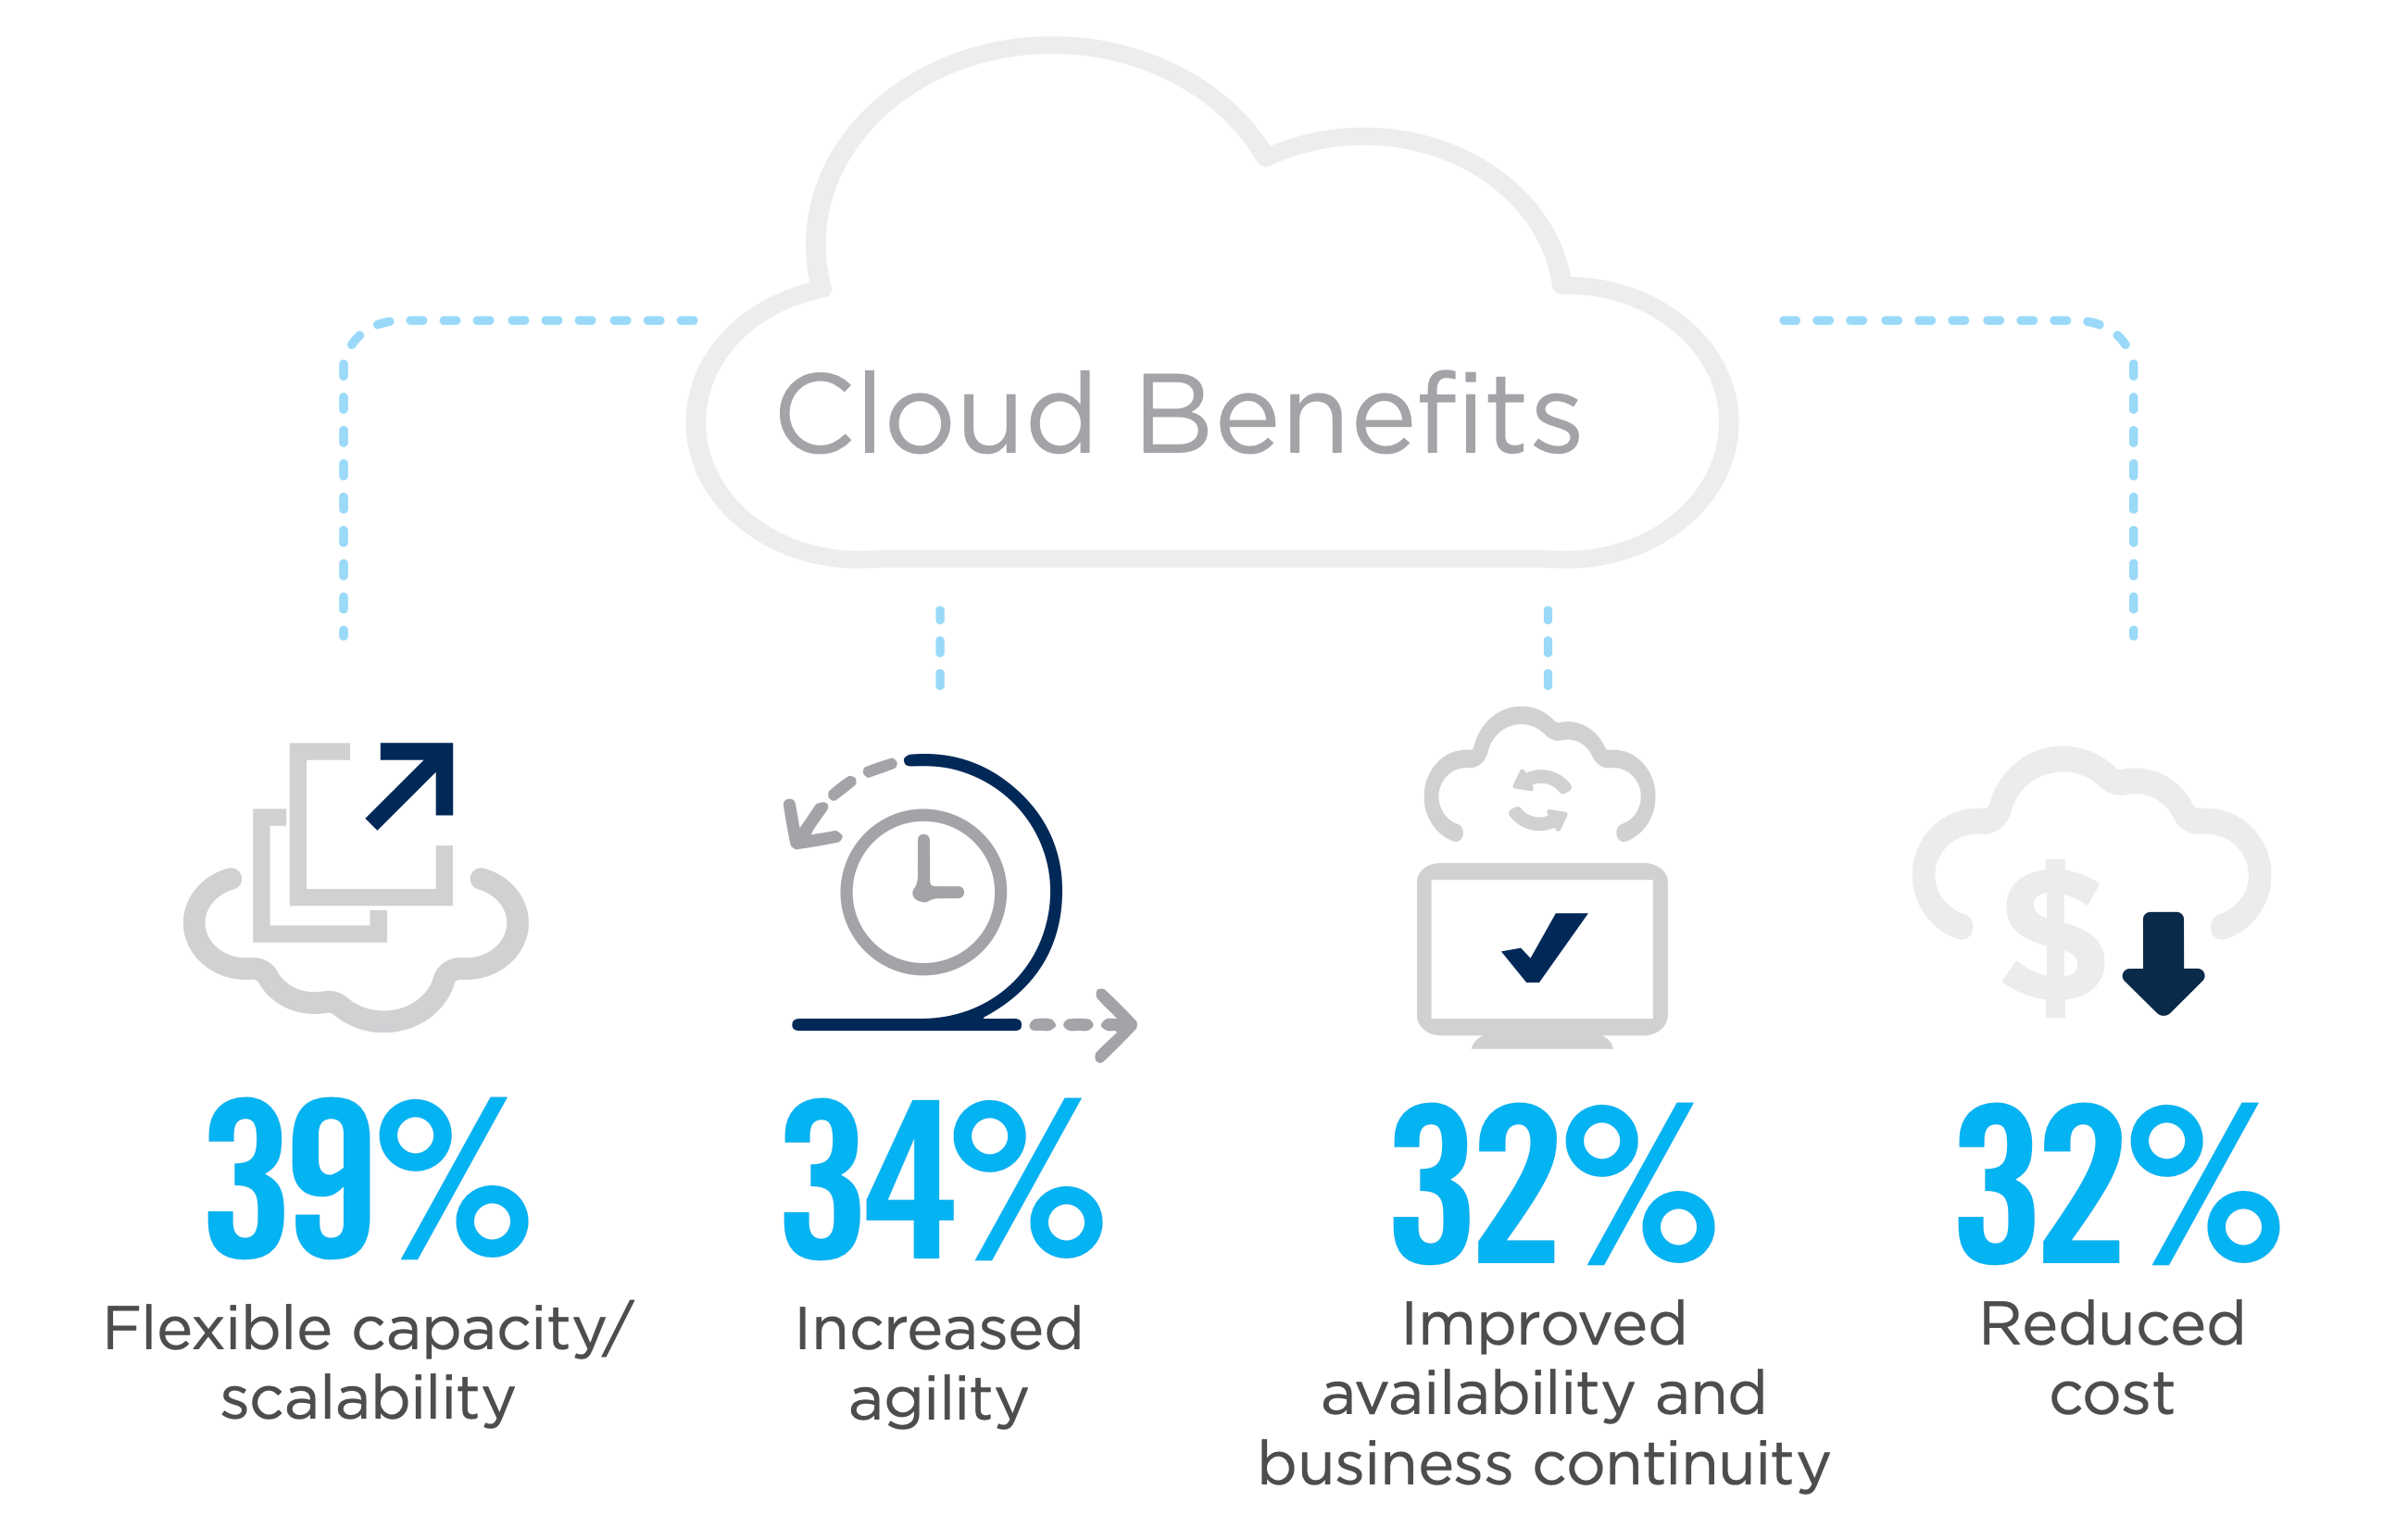 Cloud Benefits
39%
Flexible capacity/
scalability
34%
Increased
agility
32%
Improved
availability and
business continuity
32%
Reduced
cost